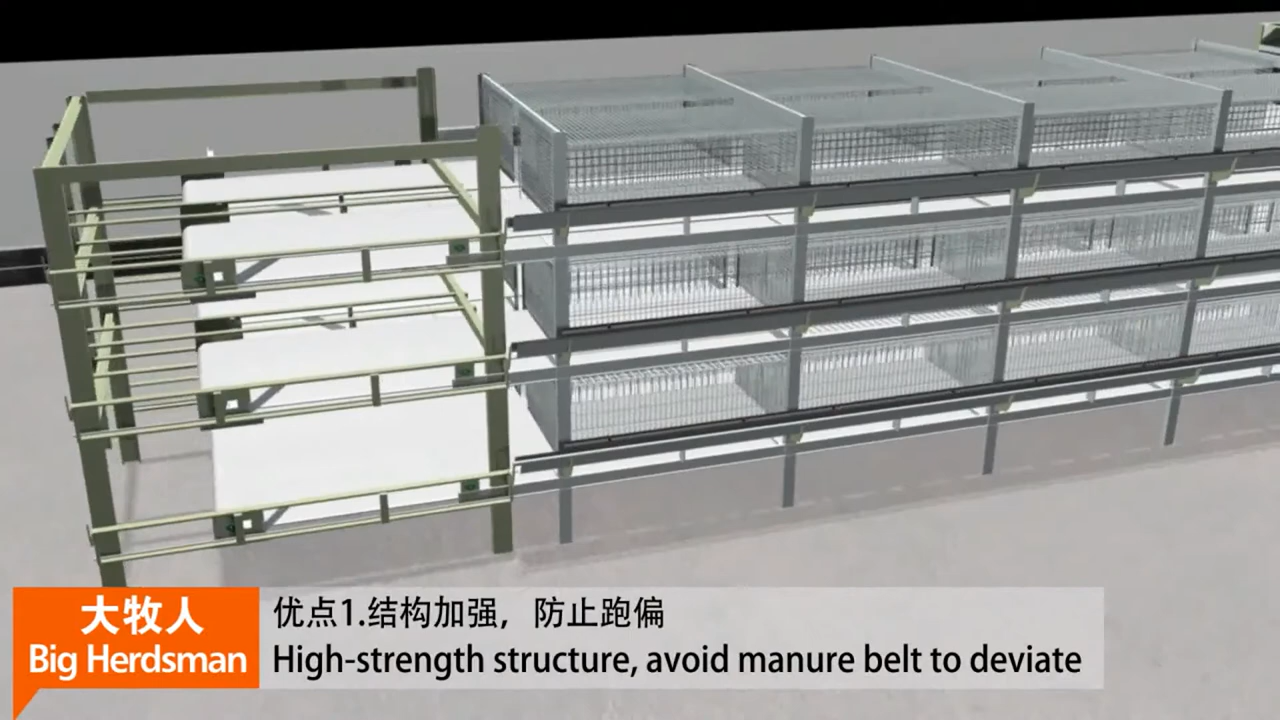 大牧人
Big Herdsman
优点1.结构加强，防止跑偏
High-strength structure, avoid manure belt to deviate